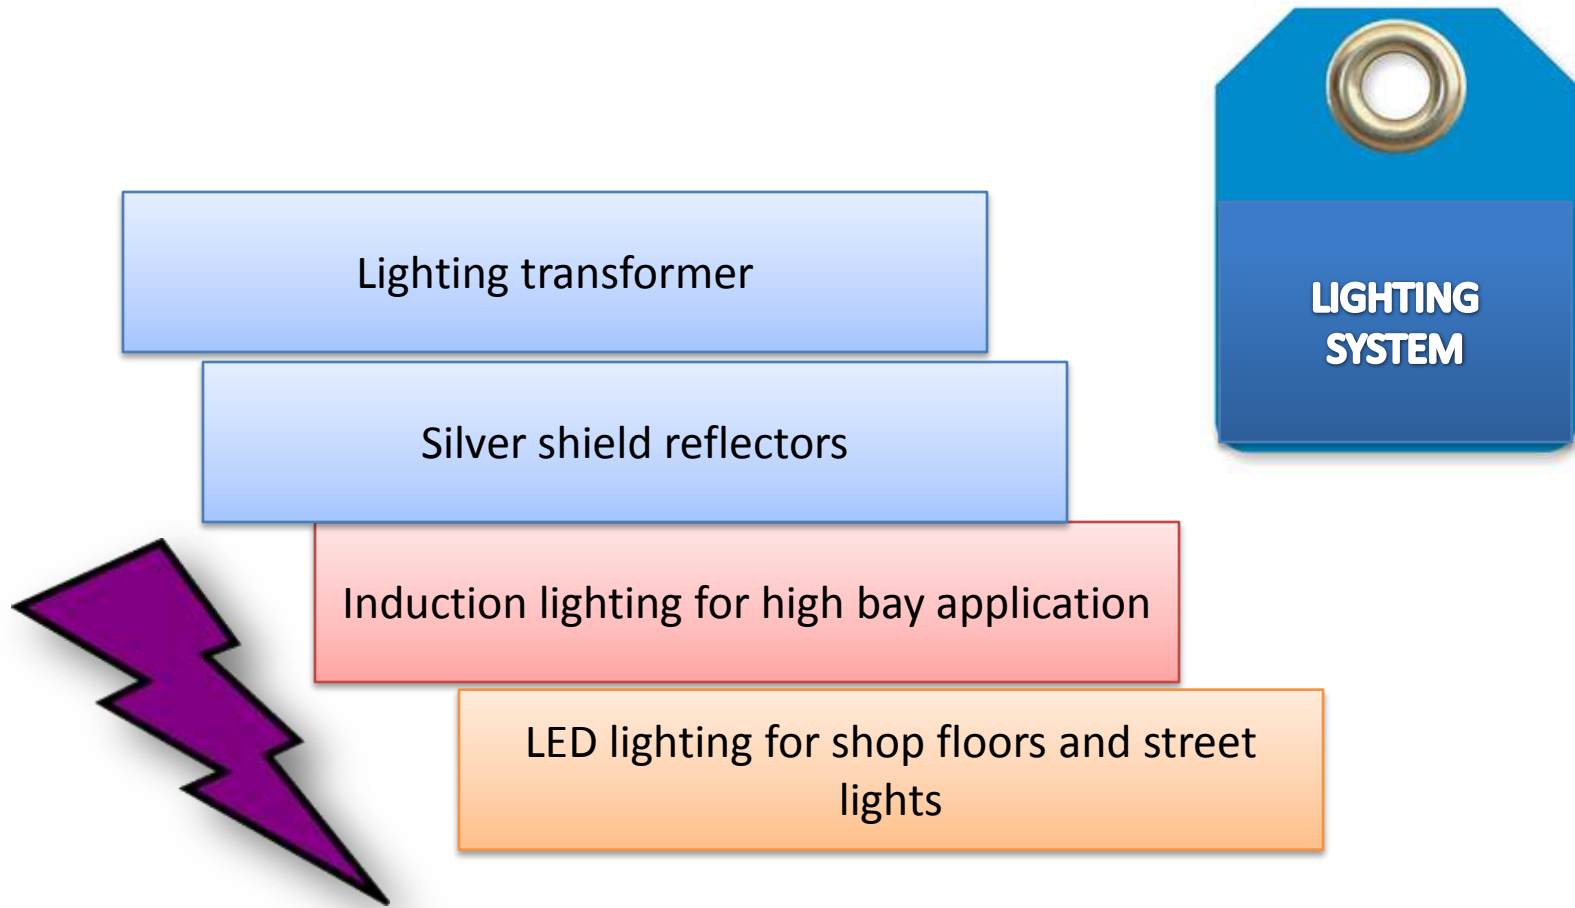 LIGHTING
SYSTEM
Lighting transformer
Silver shield reflectors
Induction lighting for high bay application
LED lighting for shop floors and street
lights